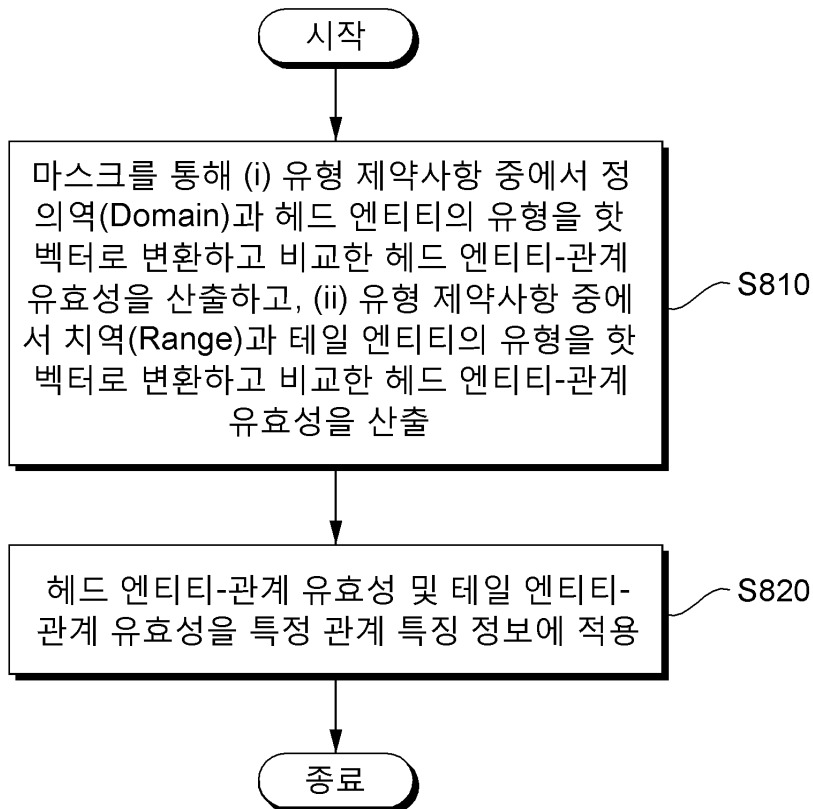 시작
마스크를 통해 (i) 유형 제약사항 중에서 정
의역(Domain)과 헤드 엔티티의 유형을 핫
벡터로 변환하고 비교한 헤드 엔티티-관계
유효성을 산출하고, (ii) 유형 제약사항 중에
서 치역(Range)과 테일 엔티티의 유형을 핫
벡터로 변환하고 비교한 헤드 엔티티-관계
유효성을 산출
S810
헤드 엔티티-관계 유효성 및 테일 엔티티-
관계 유효성을 특정 관계 특징 정보에 적용
S820
종료